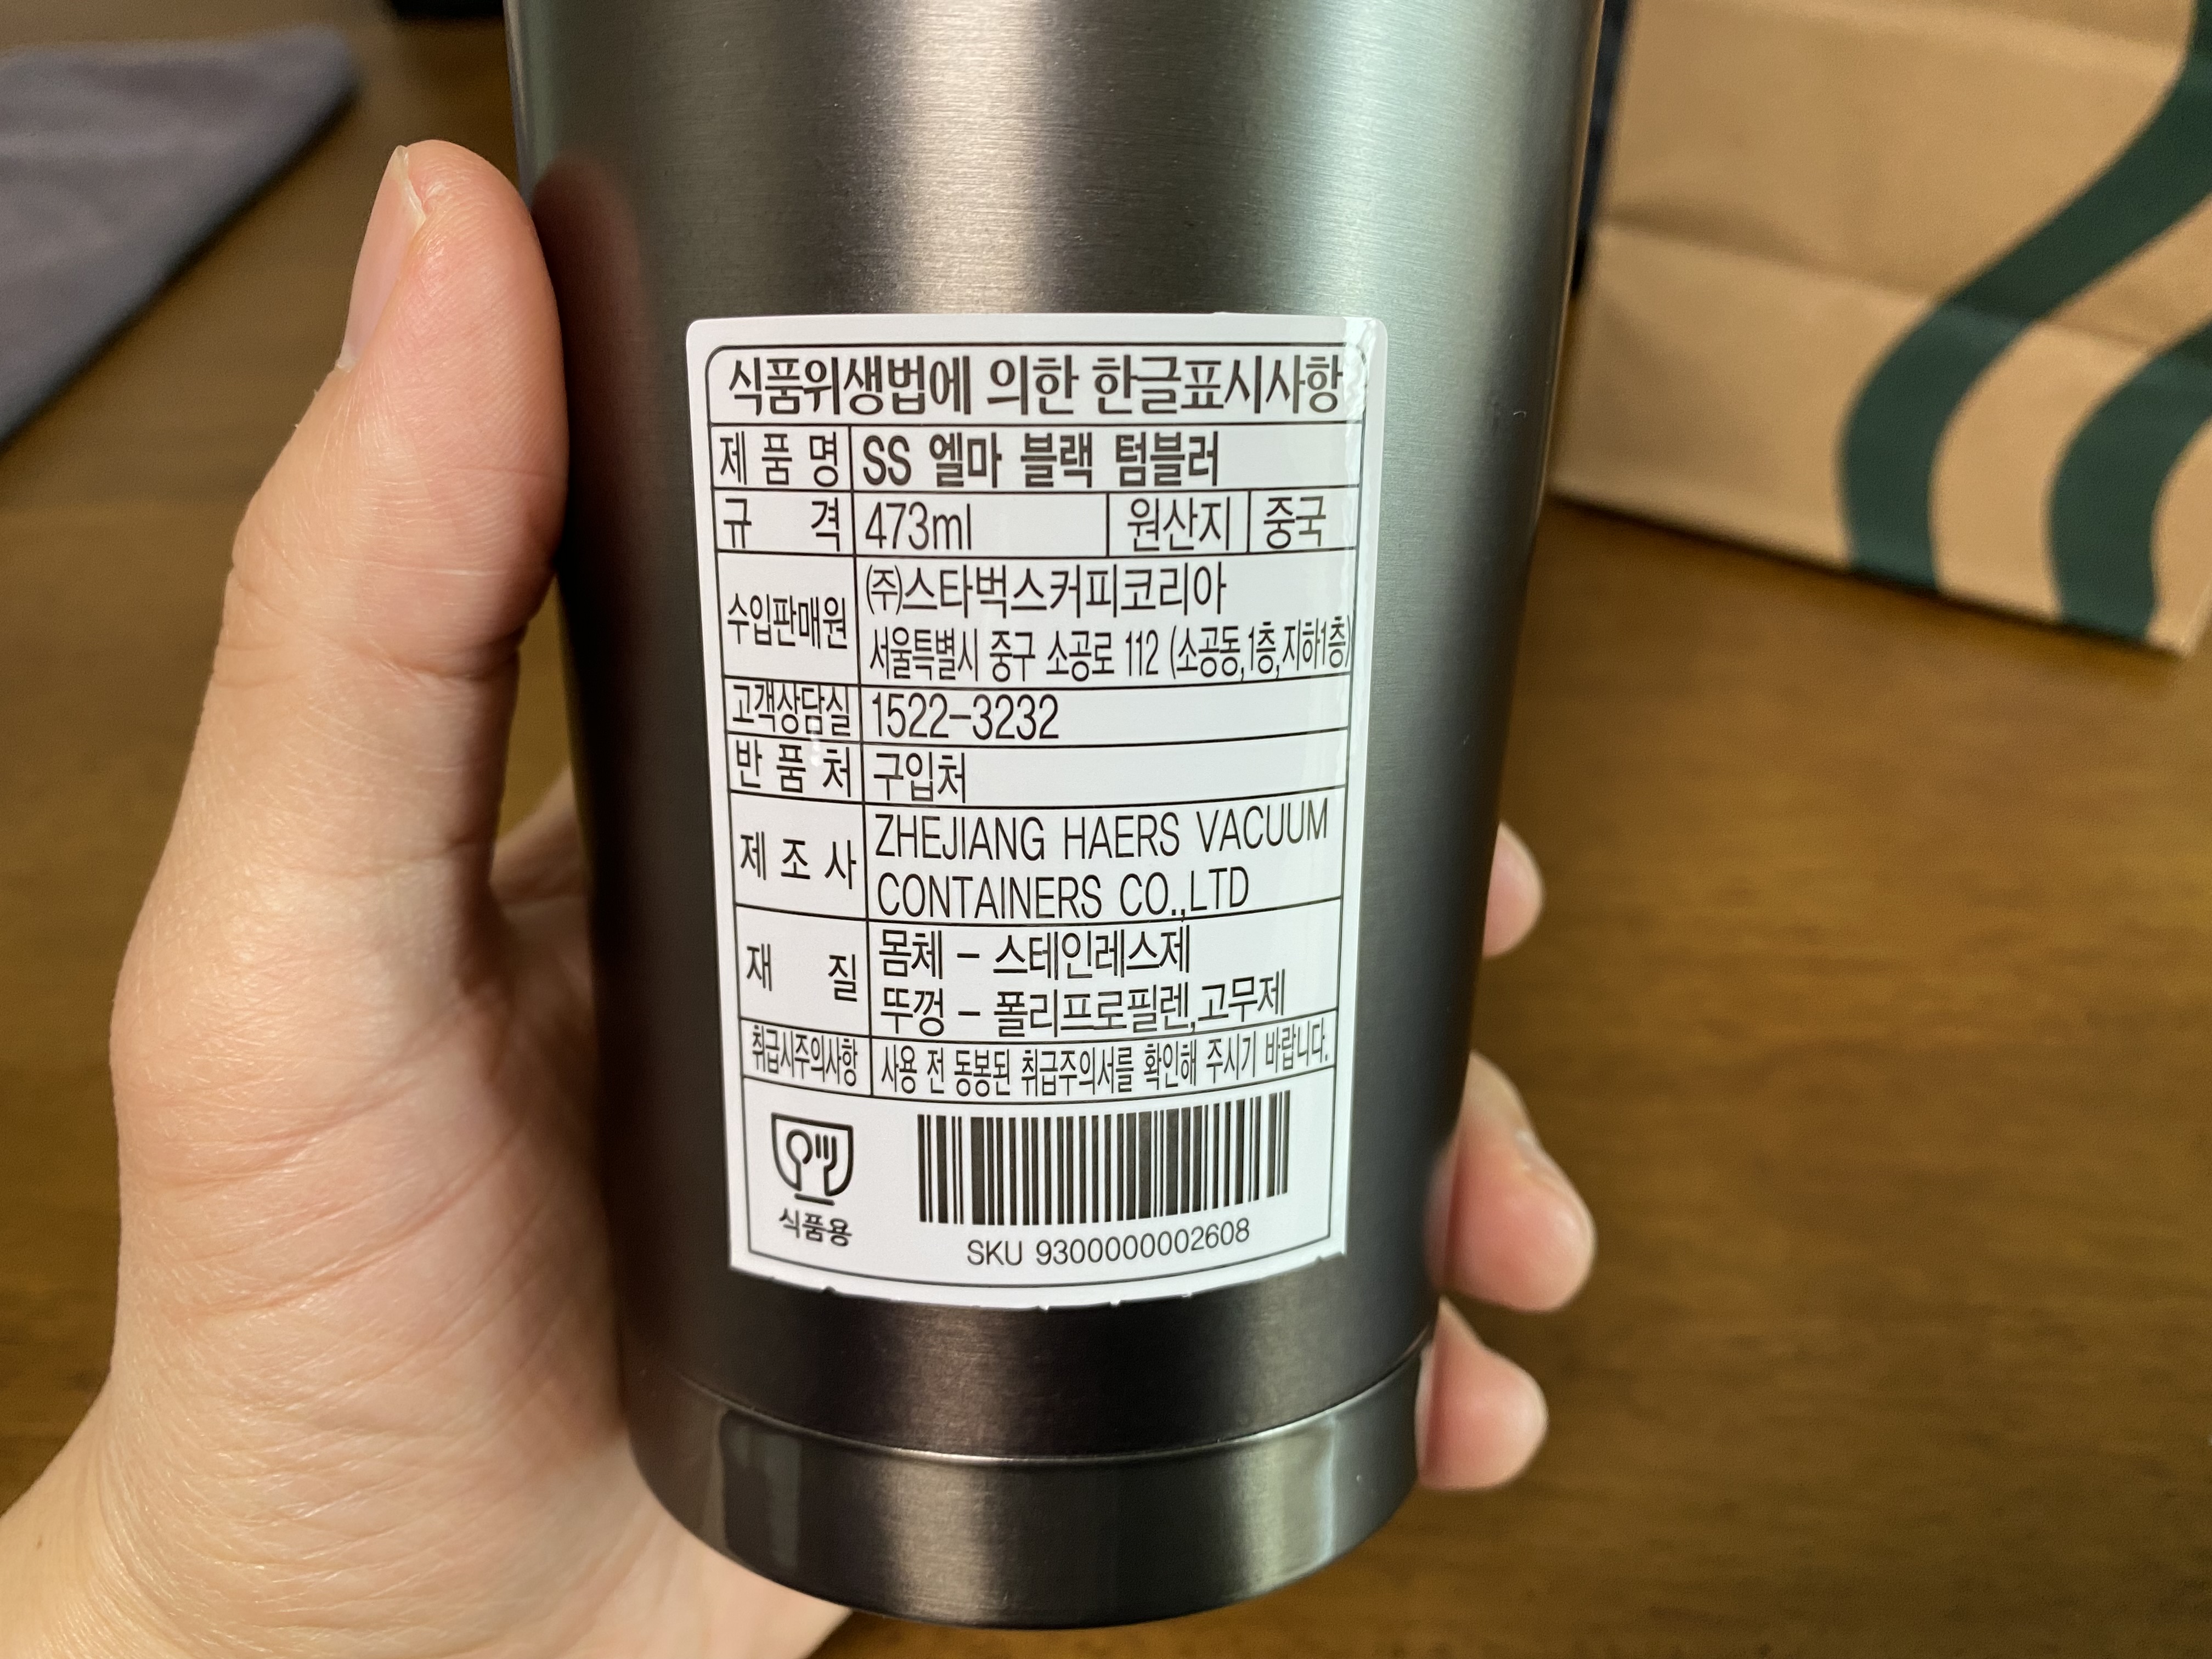 식품위생법에 의한 한글표시사항
제 품 명 SS 엘마 블랙 텀블러
규 격 473ml 원산지 중국
수입판매원 ㈜스타벅스커피코리아
서울특별시 중구 소공로 112 (소공동,1층,지하1층)
고객상담실 1522-3232
반 품 처 구입처
제 조 사 ZHEJIANG HAERS VACUUM
CONTAINERS CO.,LTD
재 질 몸체 - 스테인레스제
뚜껑 - 폴리프로필렌,고무제
취급시주의사항 사용 전 동봉된 취급주의서를 확인해 주시기 바랍니다.
식품용
SKU 9300000002608